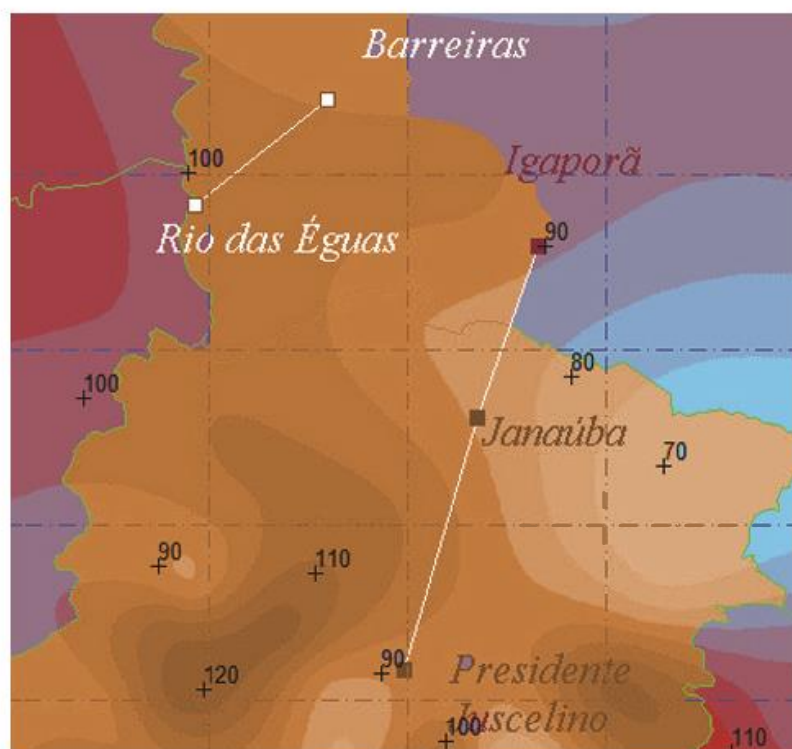 Barreiras
100
Igaporã
Rio das Éguas
90
80
100
Janaúba
70
90
110
90
Presidente
120
Juscelino
100
110